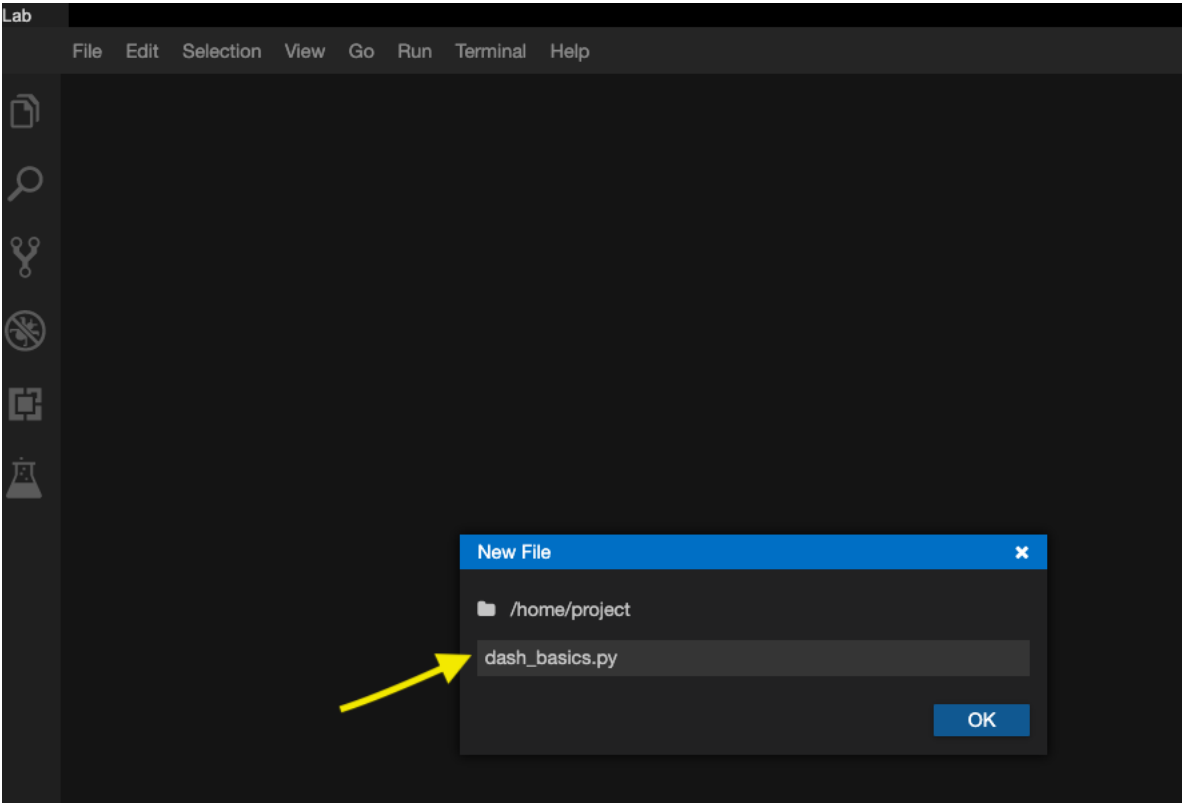 Lab
File Edit Selection View Go Run Terminal Help
New File
/home/project
dash_basics.py
OK